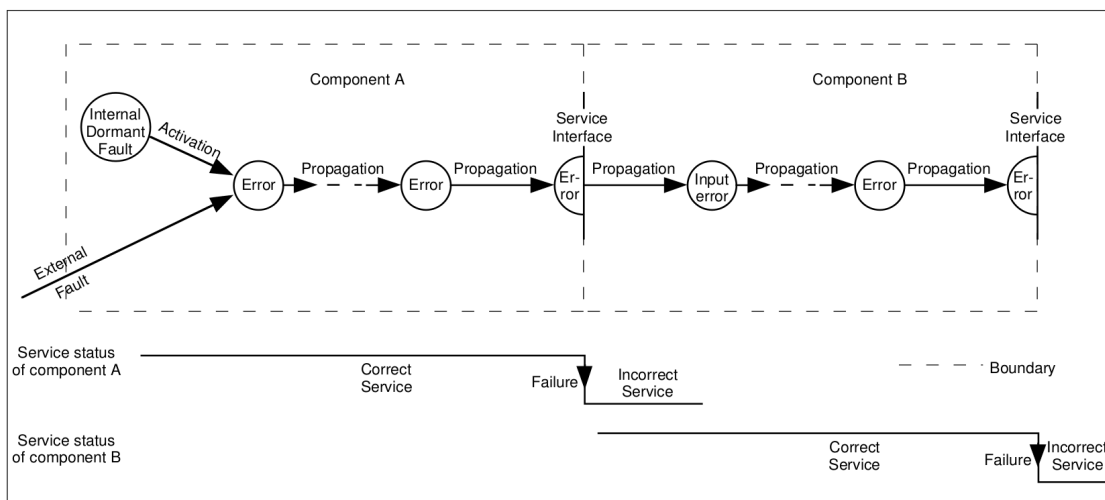 Component A
Component B
Internal
Dormant
Fault
Activation
Service
Interface
Service
Interface
Error
Propagation
Error
Propagation
Er-
ror
Propagation
Input
error
Propagation
Error
Propagation
Er-
ror
External
Fault
Service status
of component A
Correct
Service
Failure
Incorrect
Service
Boundary
Service status
of component B
Correct
Service
Failure
Incorrect
Service